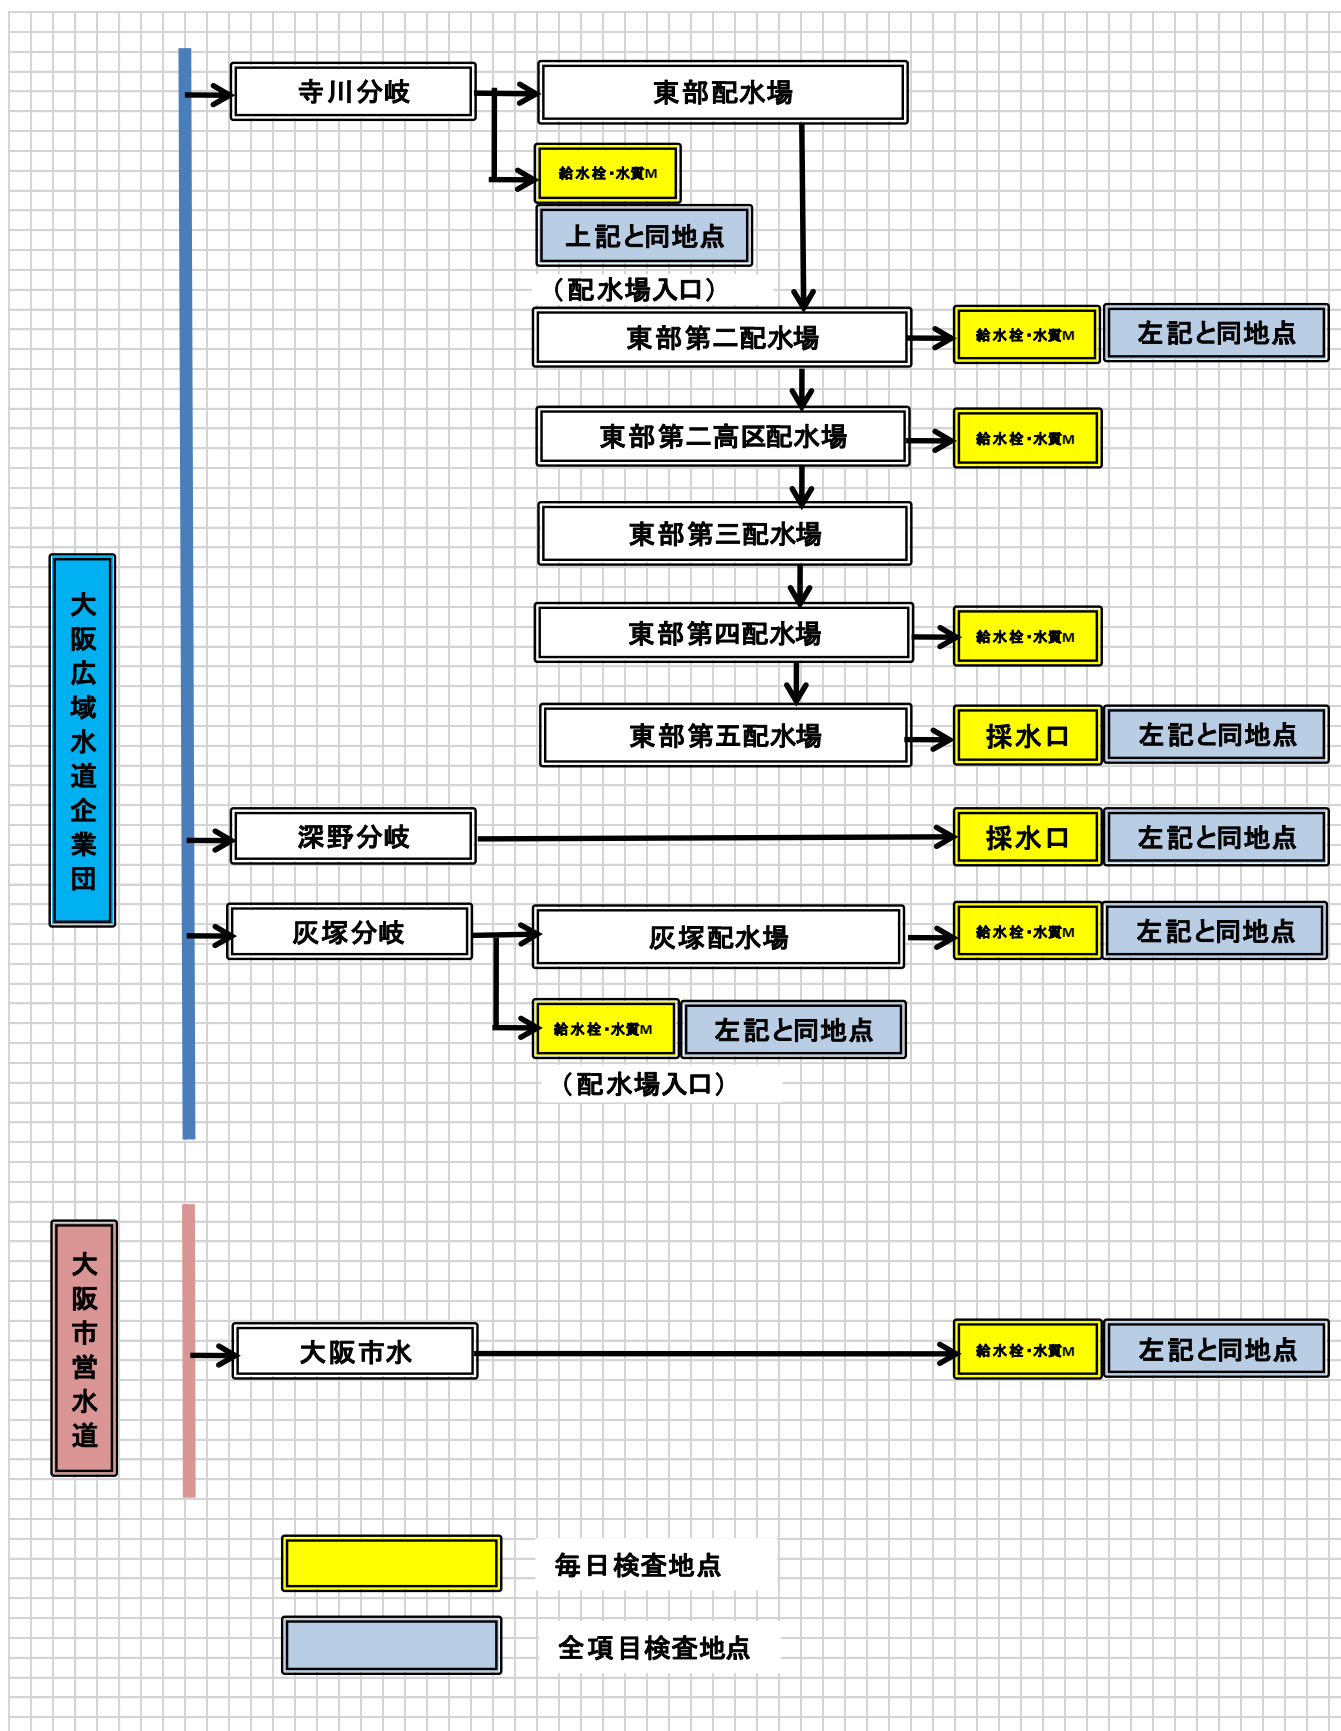 寺川分岐
東部配水場
給水栓・水質M
上記と同地点
（配水場入口）
東部第二配水場
給水栓・水質M
左記と同地点
東部第二高区配水場
給水栓・水質M
東部第三配水場
大阪広域水道企業団
東部第四配水場
給水栓・水質M
東部第五配水場
採水口
左記と同地点
深野分岐
採水口
左記と同地点
灰塚分岐
灰塚配水場
給水栓・水質M
左記と同地点
給水栓・水質M
左記と同地点
（配水場入口）
大阪市営水道
大阪市水
給水栓・水質M
左記と同地点
毎日検査地点
全項目検査地点